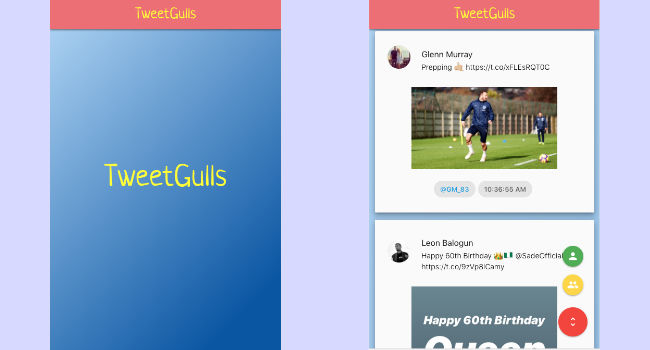 TweetGulls
TweetGulls
TweetGulls
Glenn Murray
Prepping 👍🏼 https://t.co/xFLEsRQT0C
@GM_83
10:36:55 AM
Leon Balogun
Happy 60th Birthday 👑🇳🇬 @SadeOfficial
https://t.co/9zVp8lCamy
Happy 60th Birthday
Queen